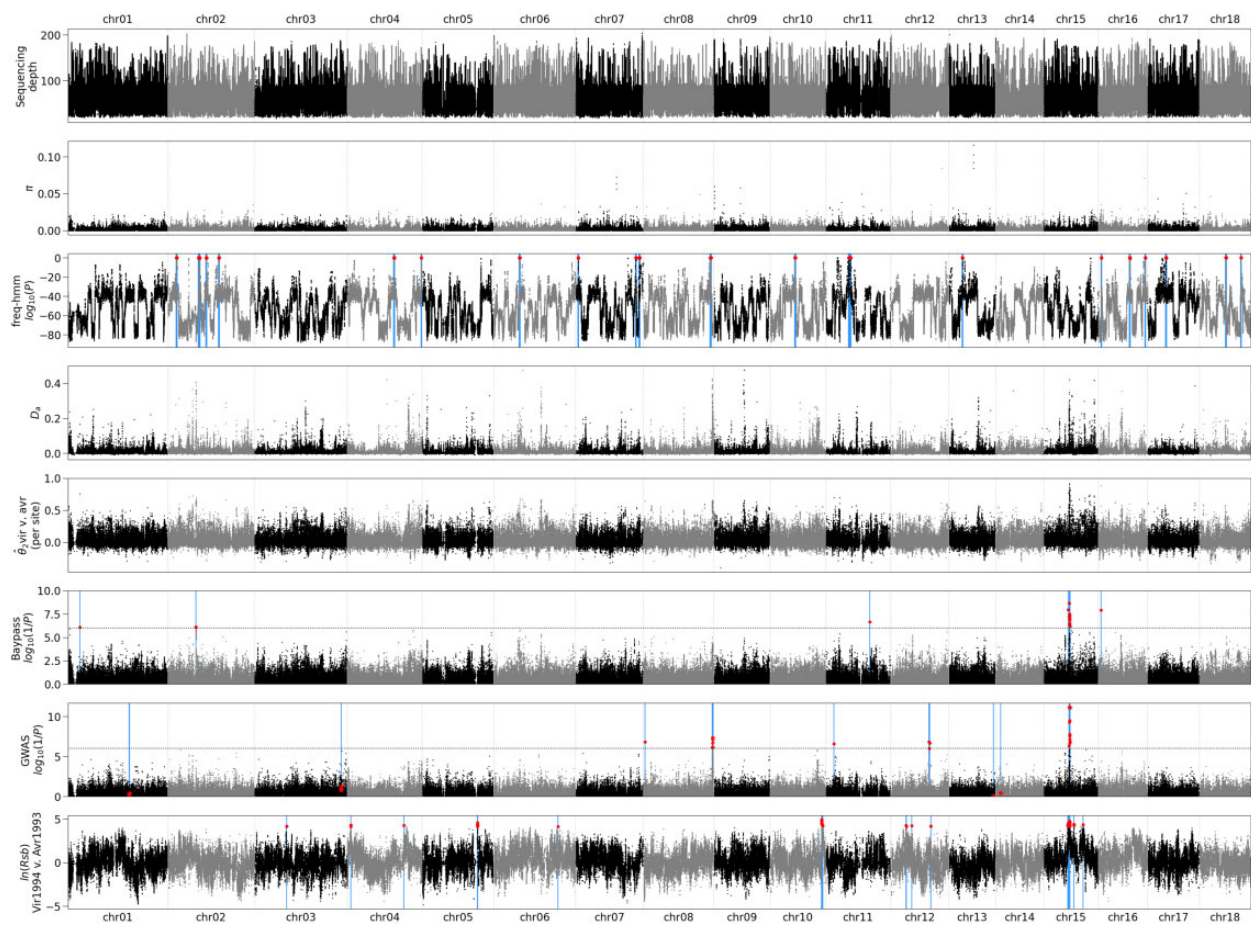 chr01 chr02 chr03 chr04 chr05 chr06 chr07 chr08 chr09 chr10 chr11 chr12 chr13 chr14 chr15 chr16 chr17 chr18
Sequencing
depth
200
100
π
0.10
0.05
0.00
freq-hmm
log₁₀(P)
0
−20
−40
−60
−80
Dₐ
0.4
0.2
0.0
θ̂₂vir v. avr
(per site)
1.0
0.5
0.0
Baypass
log₁₀(1/P)
10.0
7.5
5.0
2.5
0.0
GWAS
log₁₀(1/P)
10
5
0
ln(Rsb)
Vir1994 v. Avr1993
5
0
−5
chr01 chr02 chr03 chr04 chr05 chr06 chr07 chr08 chr09 chr10 chr11 chr12 chr13 chr14 chr15 chr16 chr17 chr18